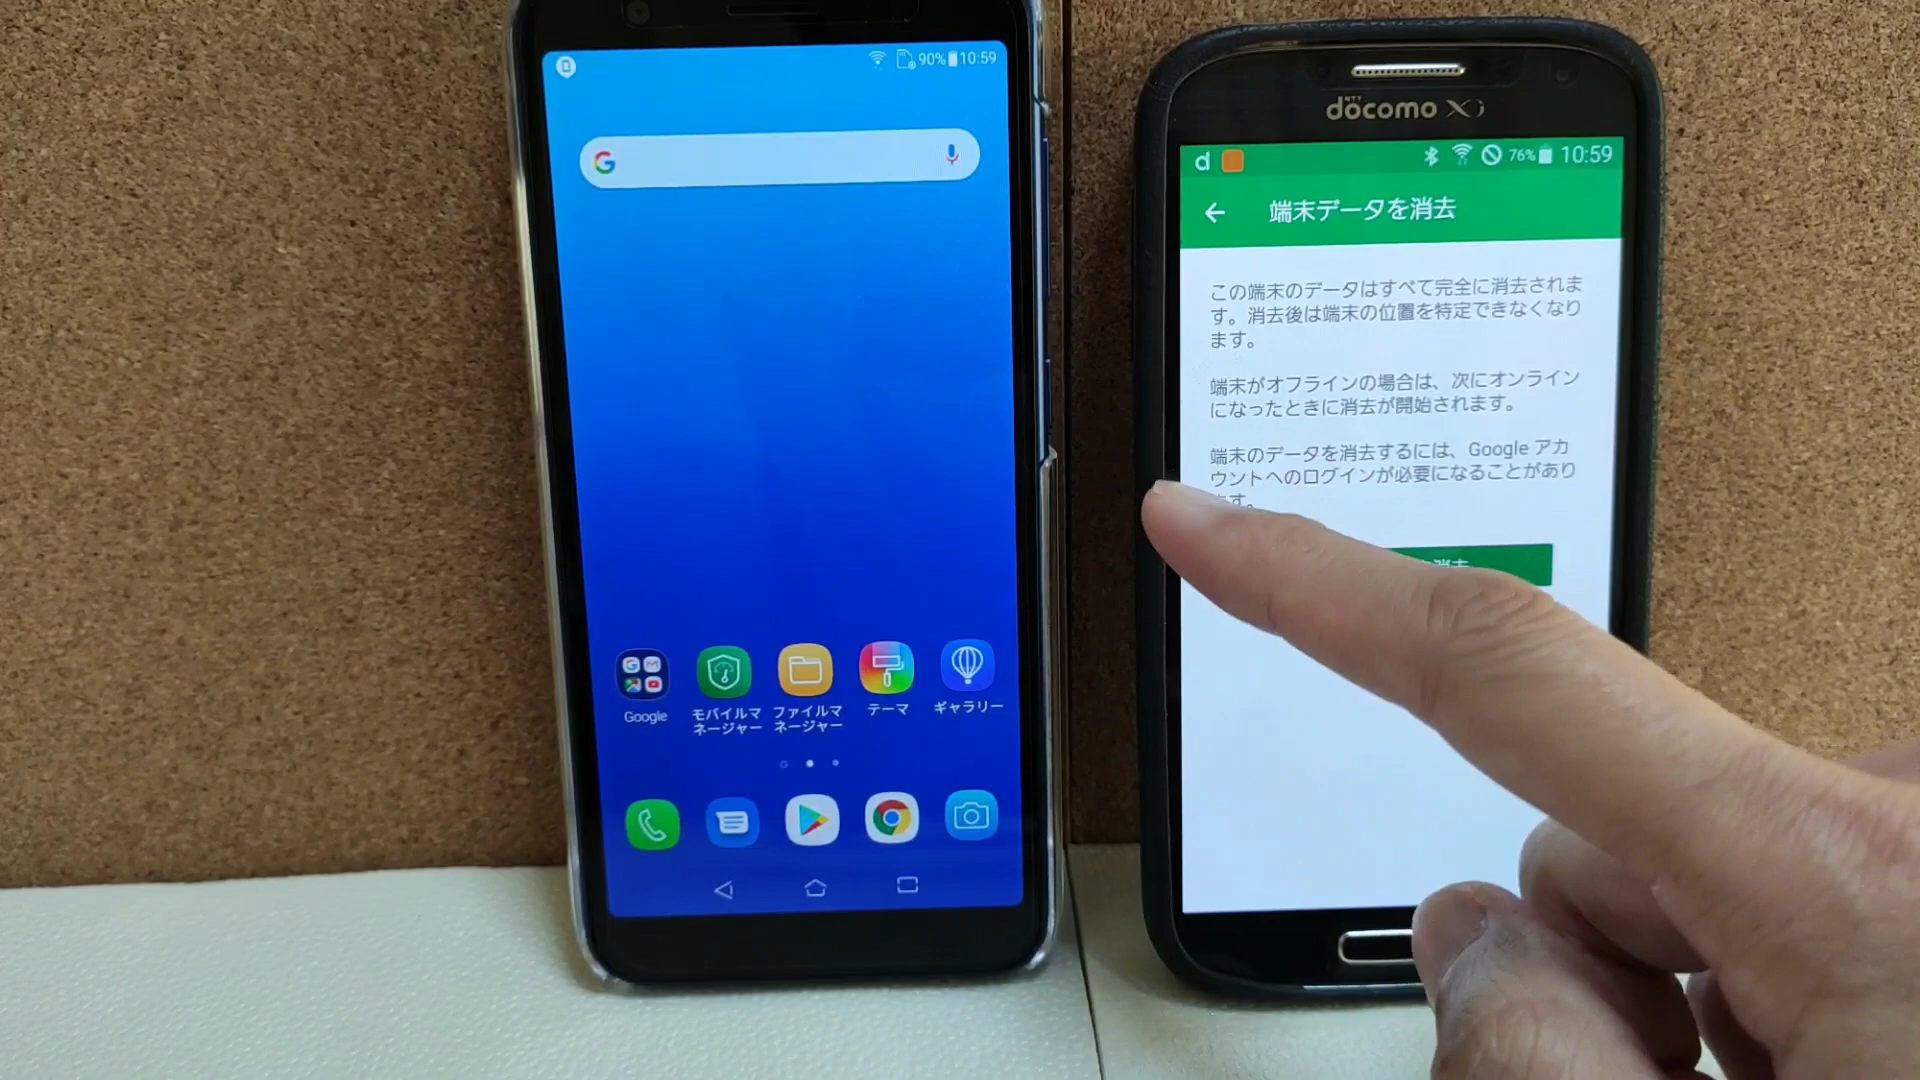 90% 10:59
Google
モバイルマ
ネージャー
ファイルマ
ネージャー
テーマ
ギャラリー
NTT
docomo Xi
d
76% 10:59
端末データを消去
この端末のデータはすべて完全に消去されま
す。消去後は端末の位置を特定できなくなり
ます。
端末がオフラインの場合は、次にオンライン
になったときに消去が開始されます。
端末のデータを消去するには、Google アカ
ウントへのログインが必要になることがあり
ます。
消去